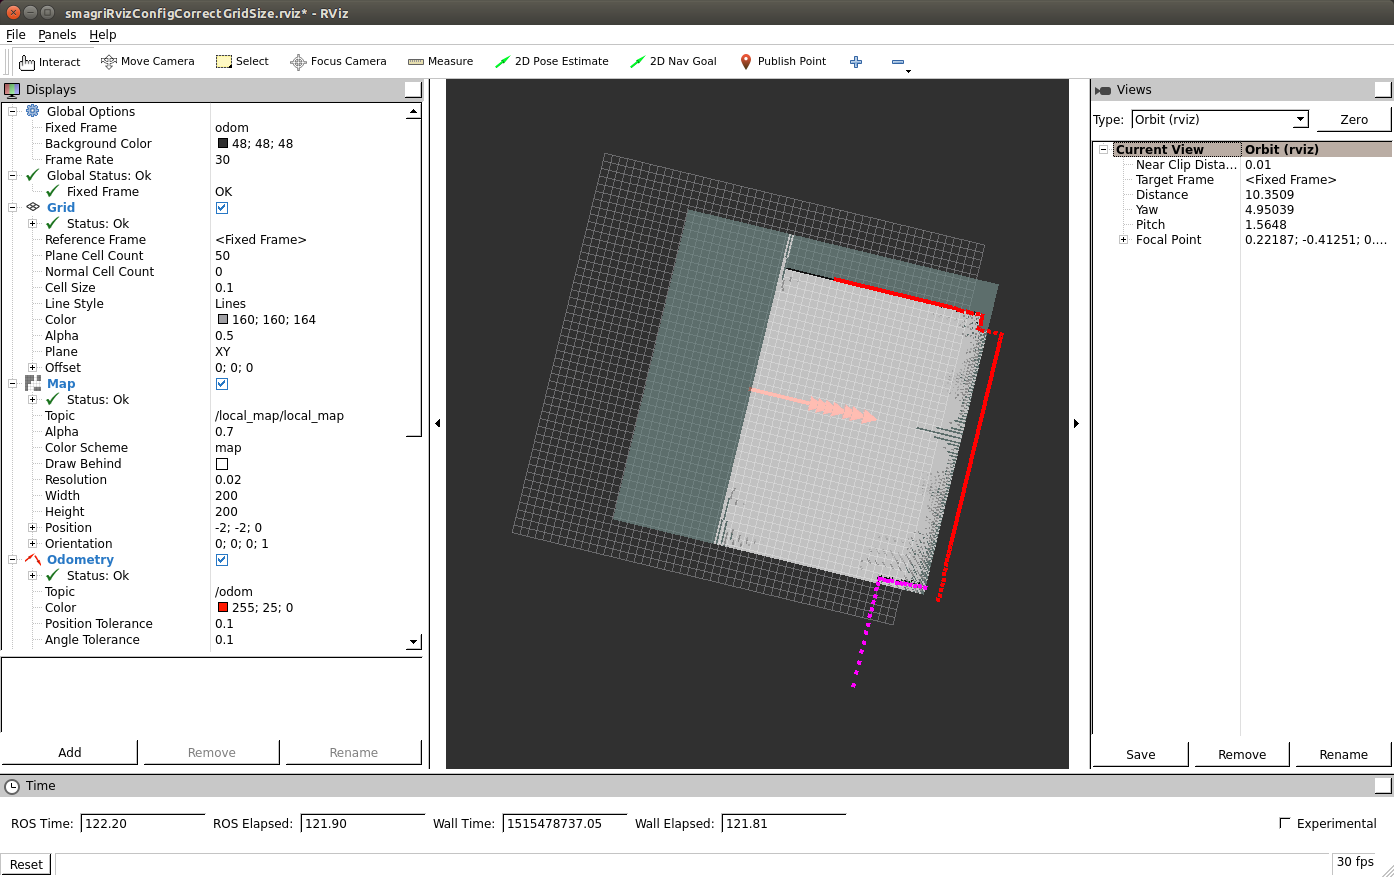 smagriRvizConfigCorrectGridSize.rviz* - RViz
File Panels Help
Interact Move Camera Select Focus Camera Measure 2D Pose Estimate 2D Nav Goal Publish Point
Displays
Global Options
Fixed Frame odom
Background Color 48; 48; 48
Frame Rate 30
Global Status: Ok
Fixed Frame OK
Grid
Status: Ok
Reference Frame <Fixed Frame>
Plane Cell Count 50
Normal Cell Count 0
Cell Size 0.1
Line Style Lines
Color 160; 160; 164
Alpha 0.5
Plane XY
Offset 0; 0; 0
Map
Status: Ok
Topic /local_map/local_map
Alpha 0.7
Color Scheme map
Draw Behind
Resolution 0.02
Width 200
Height 200
Position -2; -2; 0
Orientation 0; 0; 0; 1
Odometry
Status: Ok
Topic /odom
Color 255; 25; 0
Position Tolerance 0.1
Angle Tolerance 0.1
Add Remove Rename
Views
Type: Orbit (rviz) Zero
Current View Orbit (rviz)
Near Clip Dista... 0.01
Target Frame <Fixed Frame>
Distance 10.3509
Yaw 4.95039
Pitch 1.5648
Focal Point 0.22187; -0.41251; 0....
Save Remove Rename
Time
ROS Time: 122.20 ROS Elapsed: 121.90 Wall Time: 1515478737.05 Wall Elapsed: 121.81 Experimental
Reset 30 fps